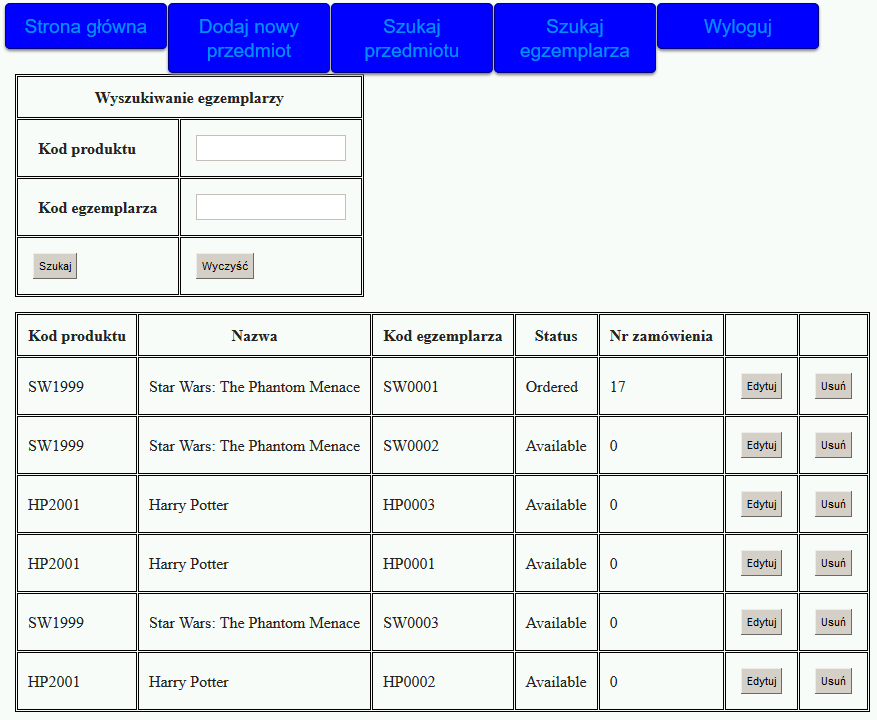 Strona główna
Dodaj nowy
przedmiot
Szukaj
przedmiotu
Szukaj
egzemplarza
Wyloguj
Wyszukiwanie egzemplarzy
Kod produktu
Kod egzemplarza
Szukaj Wyczyść
Kod produktu Nazwa Kod egzemplarza Status Nr zamówienia
SW1999 Star Wars: The Phantom Menace SW0001 Ordered 17 Edytuj Usuń
SW1999 Star Wars: The Phantom Menace SW0002 Available 0 Edytuj Usuń
HP2001 Harry Potter HP0003 Available 0 Edytuj Usuń
HP2001 Harry Potter HP0001 Available 0 Edytuj Usuń
SW1999 Star Wars: The Phantom Menace SW0003 Available 0 Edytuj Usuń
HP2001 Harry Potter HP0002 Available 0 Edytuj Usuń